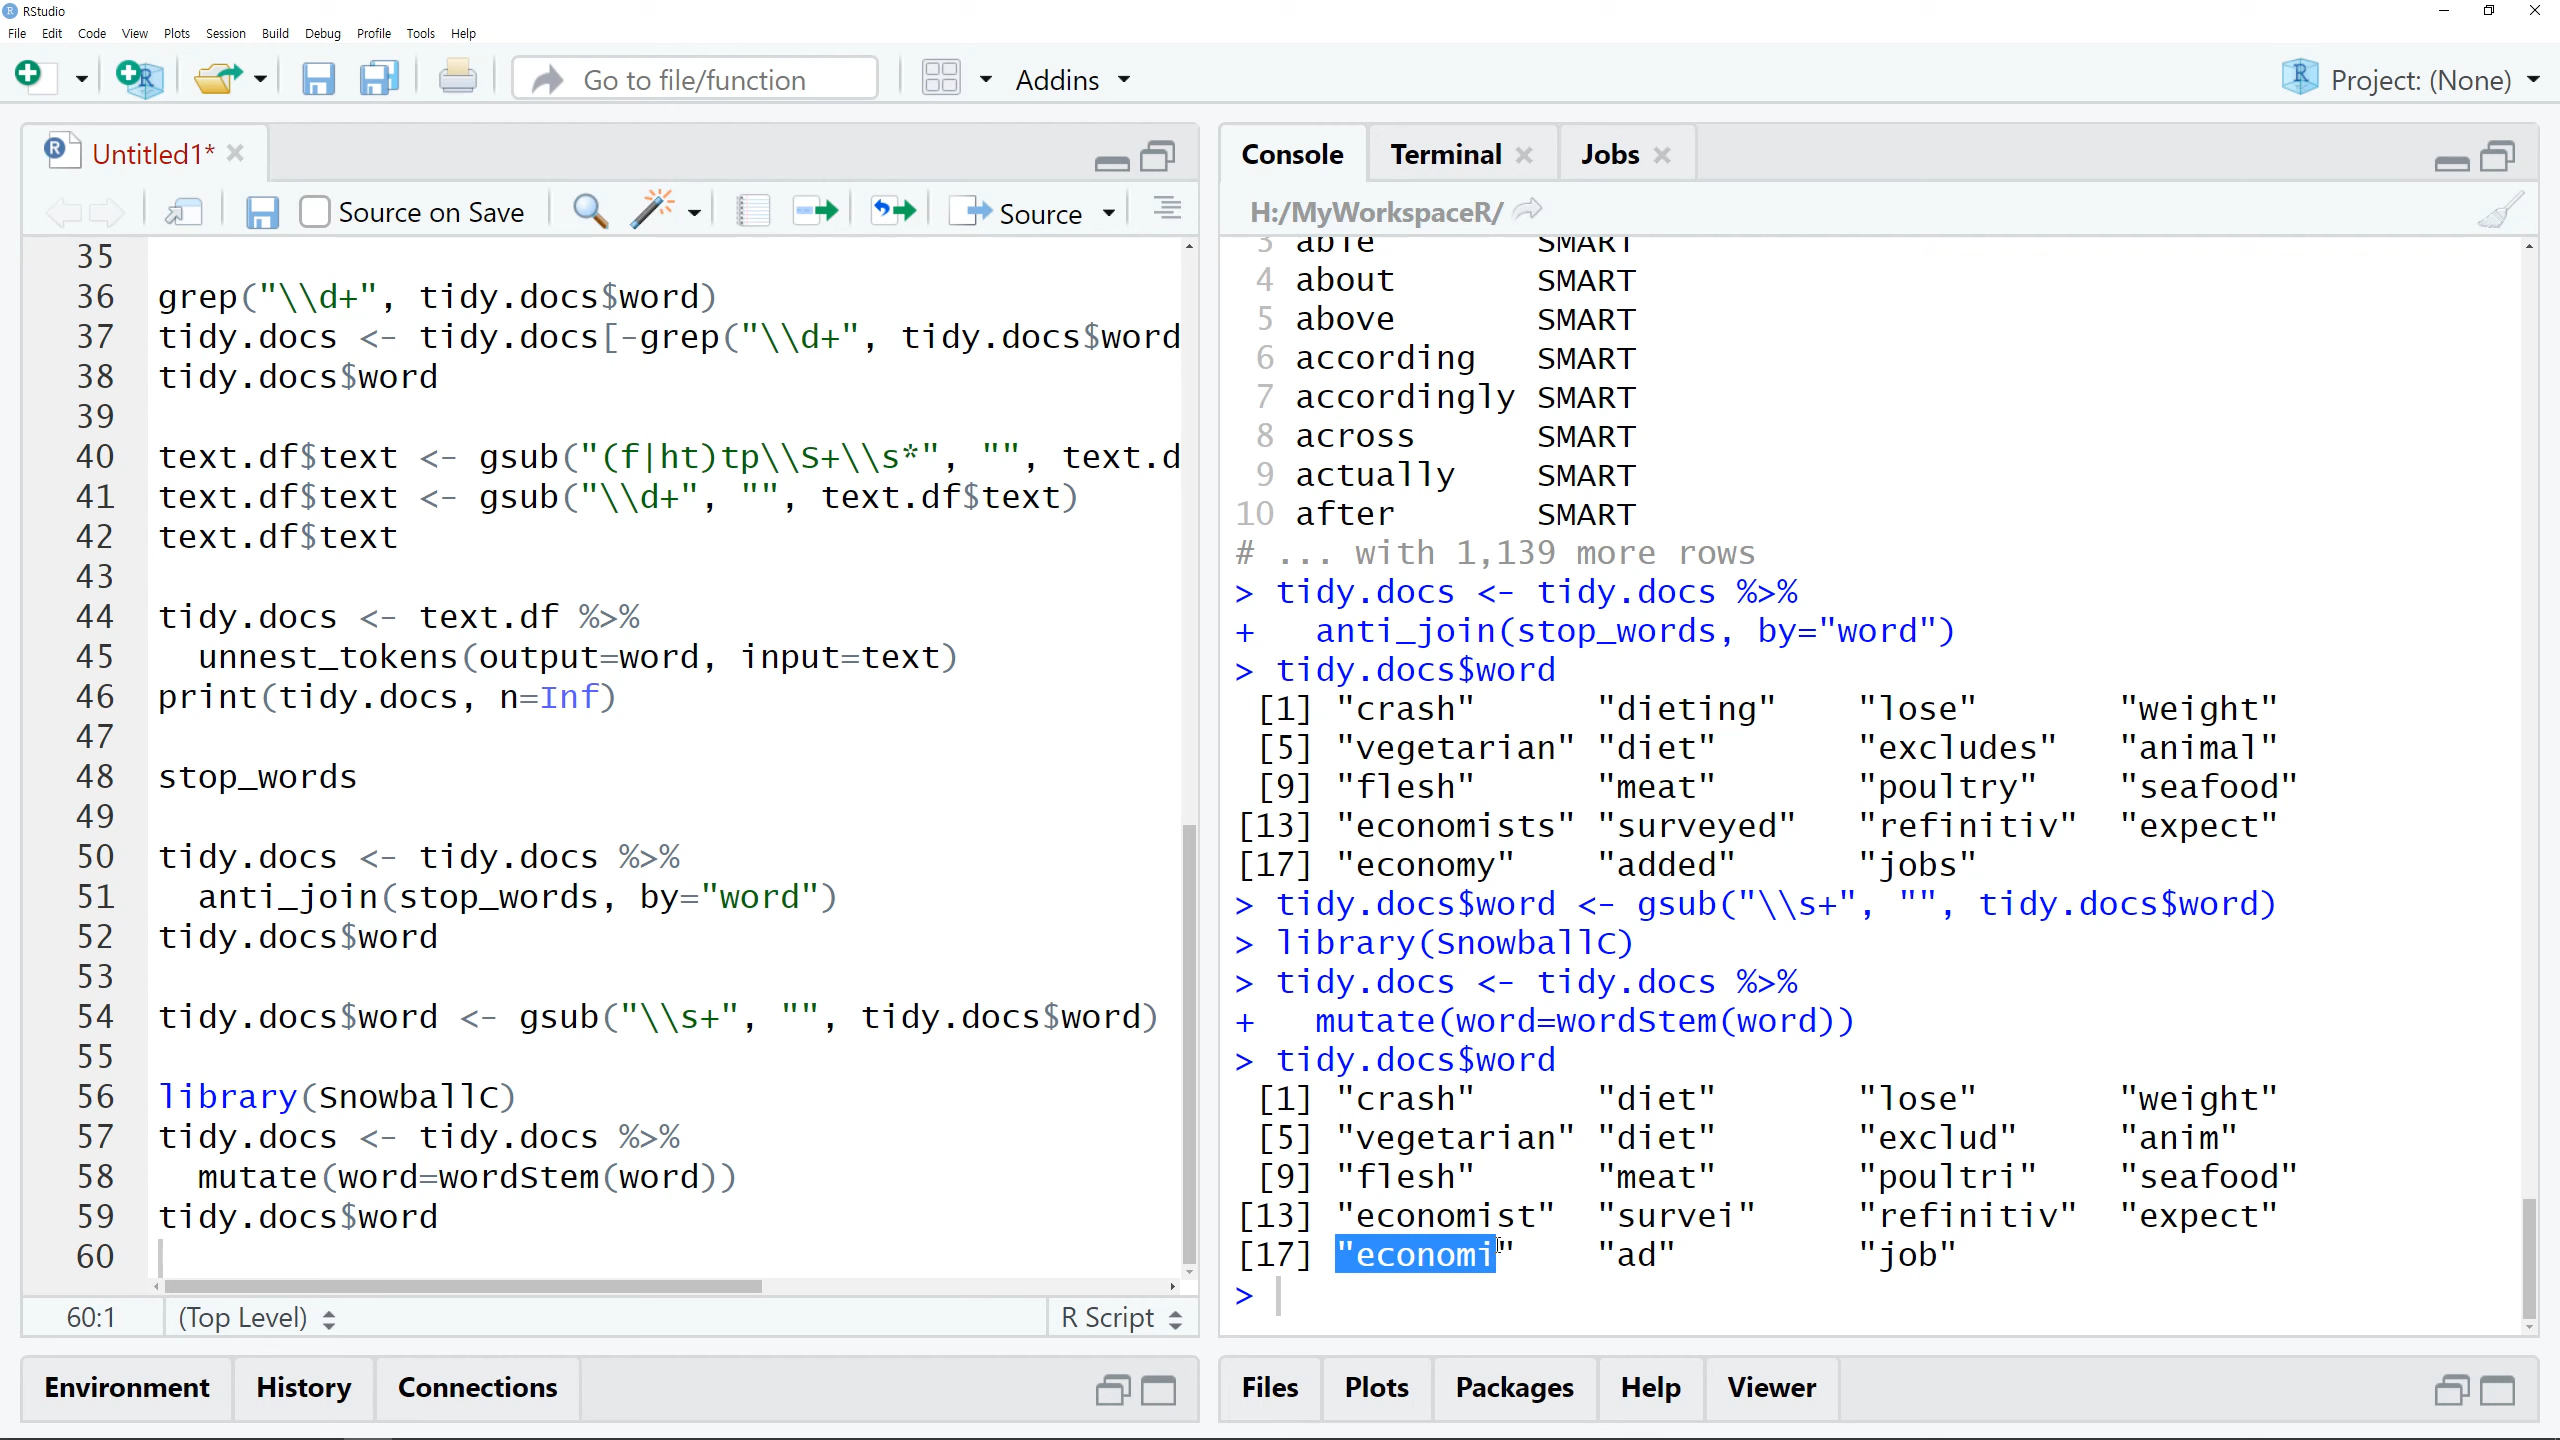 RStudio
File Edit Code View Plots Session Build Debug Profile Tools Help
Go to file/function Addins Project: (None)
Untitled1*
Source on Save Source
35
36 grep("\\d+", tidy.docs$word)
37 tidy.docs <- tidy.docs[-grep("\\d+", tidy.docs$word
38 tidy.docs$word
39
40 text.df$text <- gsub("(f|ht)tp\\S+\\s*", "", text.d
41 text.df$text <- gsub("\\d+", "", text.df$text)
42 text.df$text
43
44 tidy.docs <- text.df %>%
45 unnest_tokens(output=word, input=text)
46 print(tidy.docs, n=Inf)
47
48 stop_words
49
50 tidy.docs <- tidy.docs %>%
51 anti_join(stop_words, by="word")
52 tidy.docs$word
53
54 tidy.docs$word <- gsub("\\s+", "", tidy.docs$word)
55
56 library(SnowballC)
57 tidy.docs <- tidy.docs %>%
58 mutate(word=wordStem(word))
59 tidy.docs$word
60
60:1 (Top Level) R Script
Environment History Connections
Console Terminal Jobs
H:/MyWorkspaceR/
3 able SMART
4 about SMART
5 above SMART
6 according SMART
7 accordingly SMART
8 across SMART
9 actually SMART
10 after SMART
# ... with 1,139 more rows
> tidy.docs <- tidy.docs %>%
+ anti_join(stop_words, by="word")
> tidy.docs$word
[1] "crash" "dieting" "lose" "weight"
[5] "vegetarian" "diet" "excludes" "animal"
[9] "flesh" "meat" "poultry" "seafood"
[13] "economists" "surveyed" "refinitiv" "expect"
[17] "economy" "added" "jobs"
> tidy.docs$word <- gsub("\\s+", "", tidy.docs$word)
> library(SnowballC)
> tidy.docs <- tidy.docs %>%
+ mutate(word=wordStem(word))
> tidy.docs$word
[1] "crash" "diet" "lose" "weight"
[5] "vegetarian" "diet" "exclud" "anim"
[9] "flesh" "meat" "poultri" "seafood"
[13] "economist" "survei" "refinitiv" "expect"
[17] "economi" "ad" "job"
>
Files Plots Packages Help Viewer